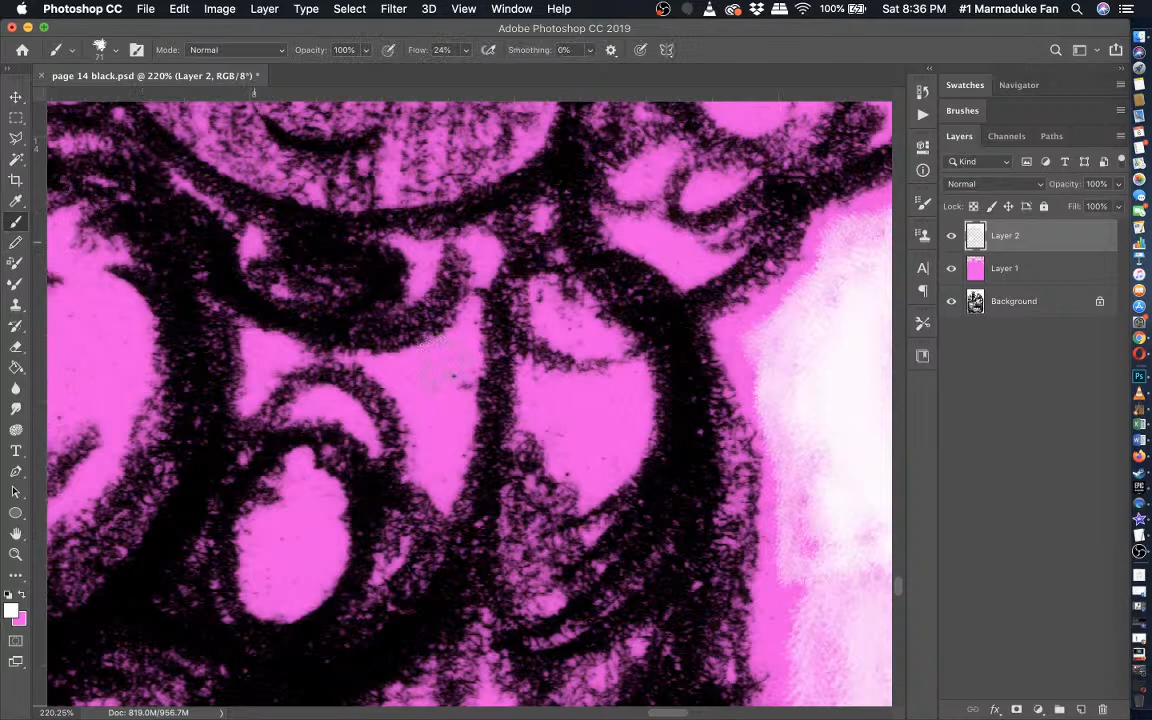 Photoshop CC File Edit Image Layer Type Select Filter 3D View Window Help 100% Sat 8:36 PM #1 Marmaduke Fan
Adobe Photoshop CC 2019
71 Mode: Normal Opacity: 100% Flow: 24% Smoothing: 0%
page 14 black.psd @ 220% (Layer 2, RGB/8*) *
Swatches Navigator
Brushes
Layers Channels Paths
Kind
Normal Opacity: 100%
Lock: Fill: 100%
Layer 2
Layer 1
Background
220.25% Doc: 819.0M/956.7M